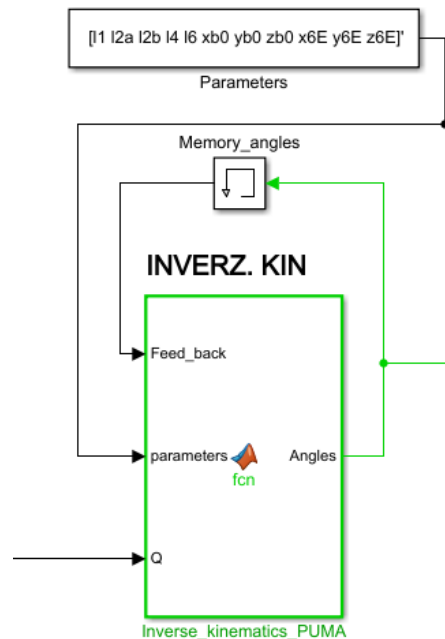 [l1 l2a l2b l4 l6 xb0 yb0 zb0 x6E y6E z6E]'
Parameters
Memory_angles
INVERZ. KIN
Feed_back
parameters
fcn
Angles
Q
Inverse_kinematics_PUMA